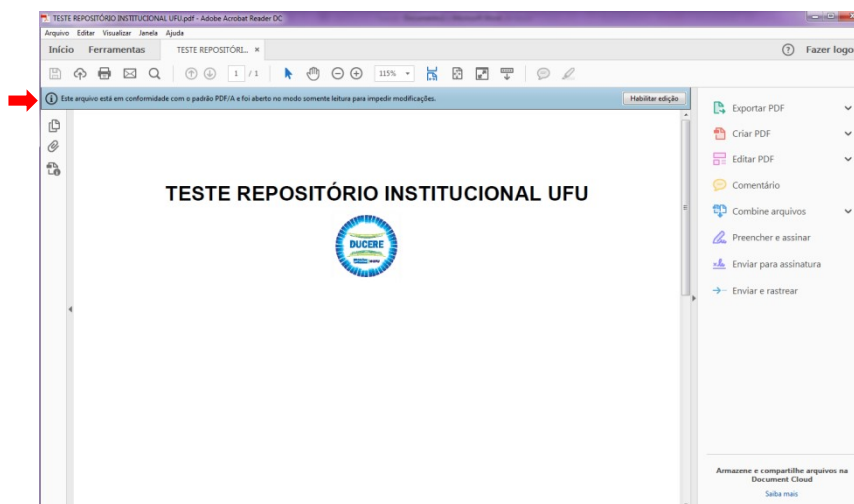 TESTE REPOSITÓRIO INSTITUCIONAL UFU.pdf - Adobe Acrobat Reader DC
Arquivo Editar Visualizar Janela Ajuda
Início Ferramentas TESTE REPOSITÓRI... × Fazer logo
1 / 1 115%
Este arquivo está em conformidade com o padrão PDF/A e foi aberto no modo somente leitura para impedir modificações. Habilitar edição
Exportar PDF
Criar PDF
Editar PDF
Comentário
Combine arquivos
Preencher e assinar
Enviar para assinatura
Enviar e rastrear
TESTE REPOSITÓRIO INSTITUCIONAL UFU
DUCERE
Armazene e compartilhe arquivos na
Document Cloud
Saiba mais